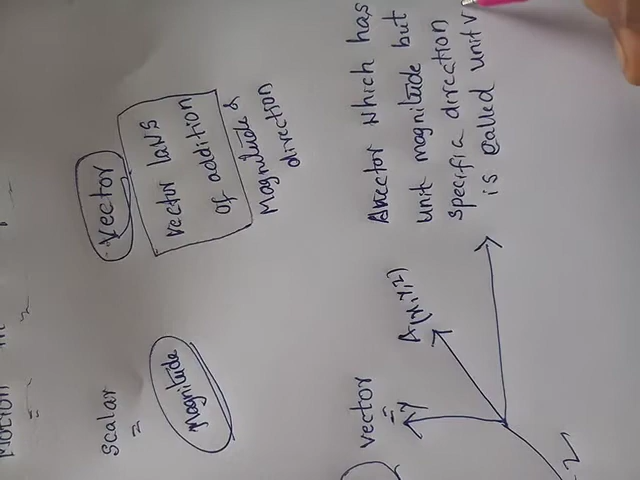 Motion
Scalar
Magnitude
Vector
Vector laws
of addition
Magnitude &
direction
Vector
Y
A(x,y,z)
Z
A vector which has
unit magnitude but
specific direction
is called unit v